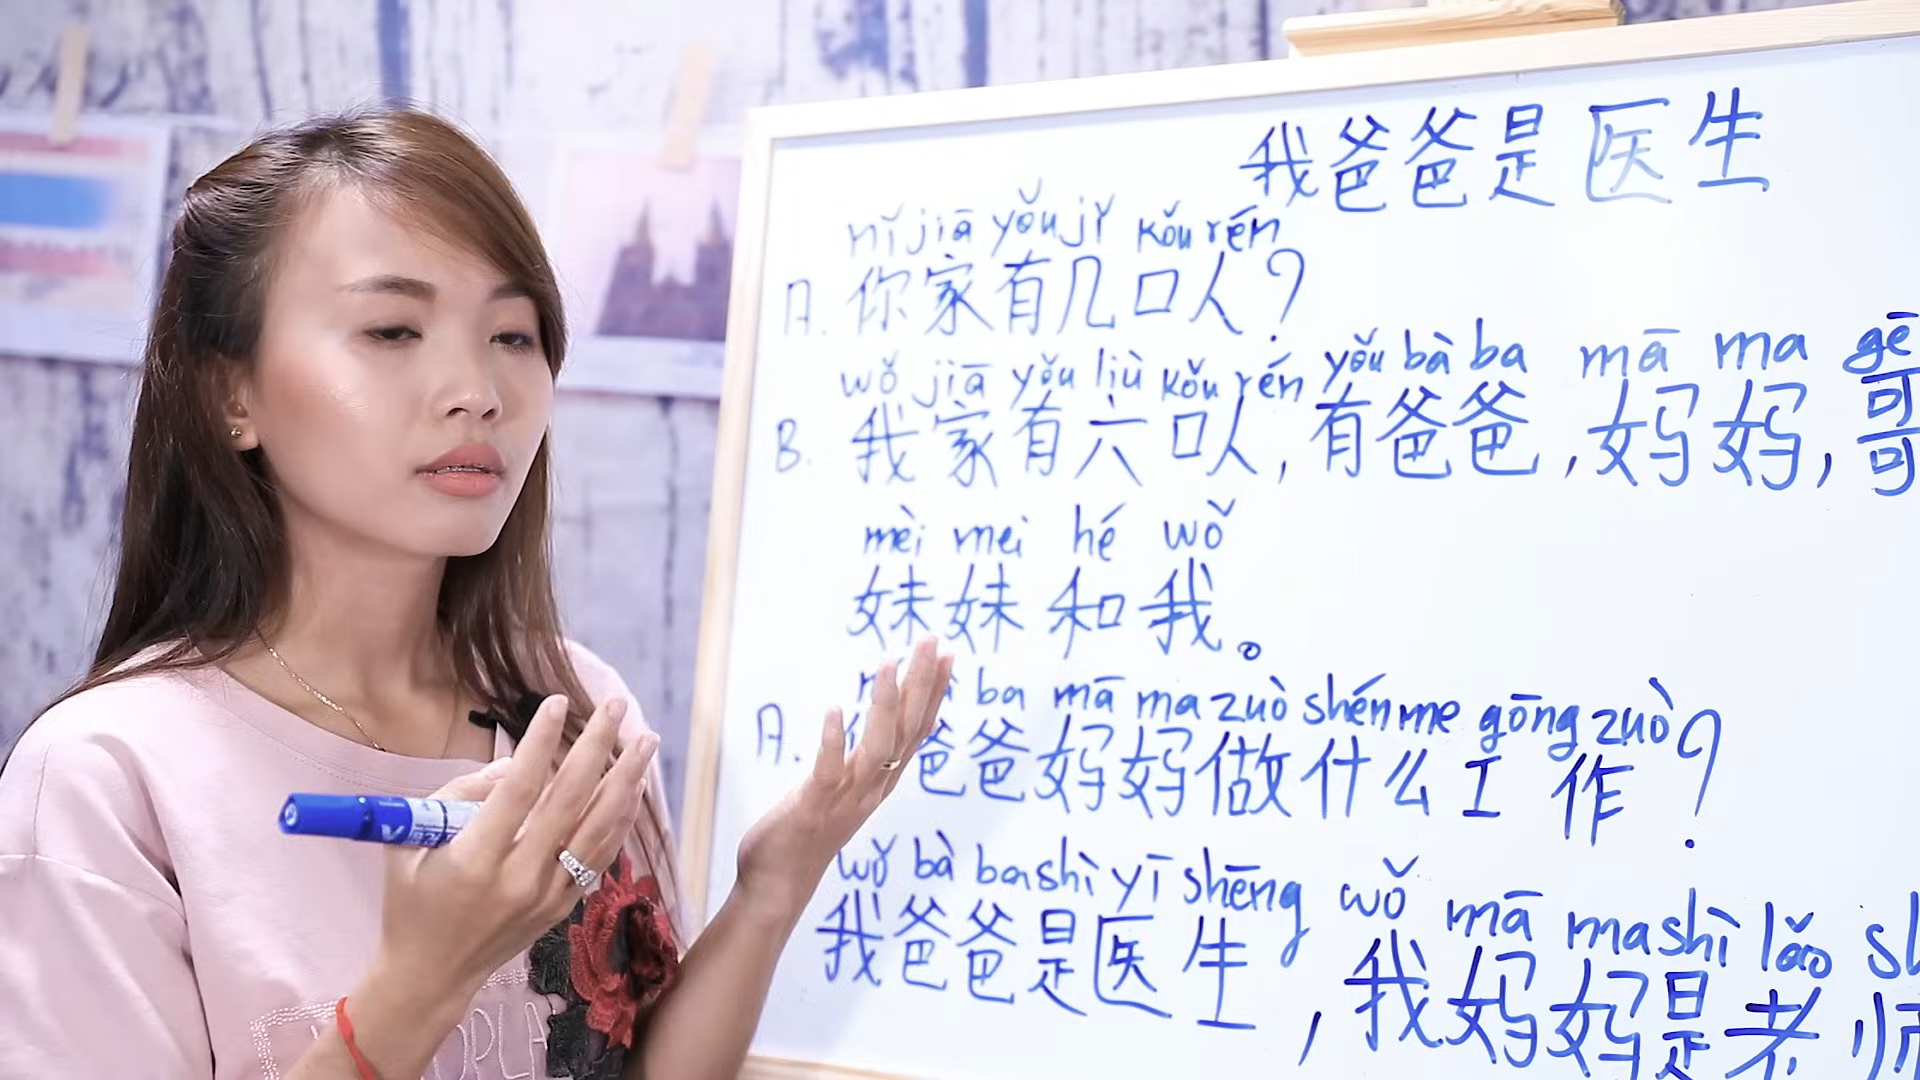 我爸爸是医生
nǐ jiā yǒu jǐ kǒu rén
A. 你家有几口人?
wǒ jiā yǒu liù kǒu rén yǒu bà ba mā ma gē
B. 我家有六口人,有爸爸,妈妈,哥
mèi mei hé wǒ
妹妹和我。
ba mā ma zuò shén me gōng zuò
A. 爸爸妈妈做什么工作?
wǒ bà ba shì yī shēng wǒ mā ma shì lǎo
我爸爸是医生,我妈妈是老师